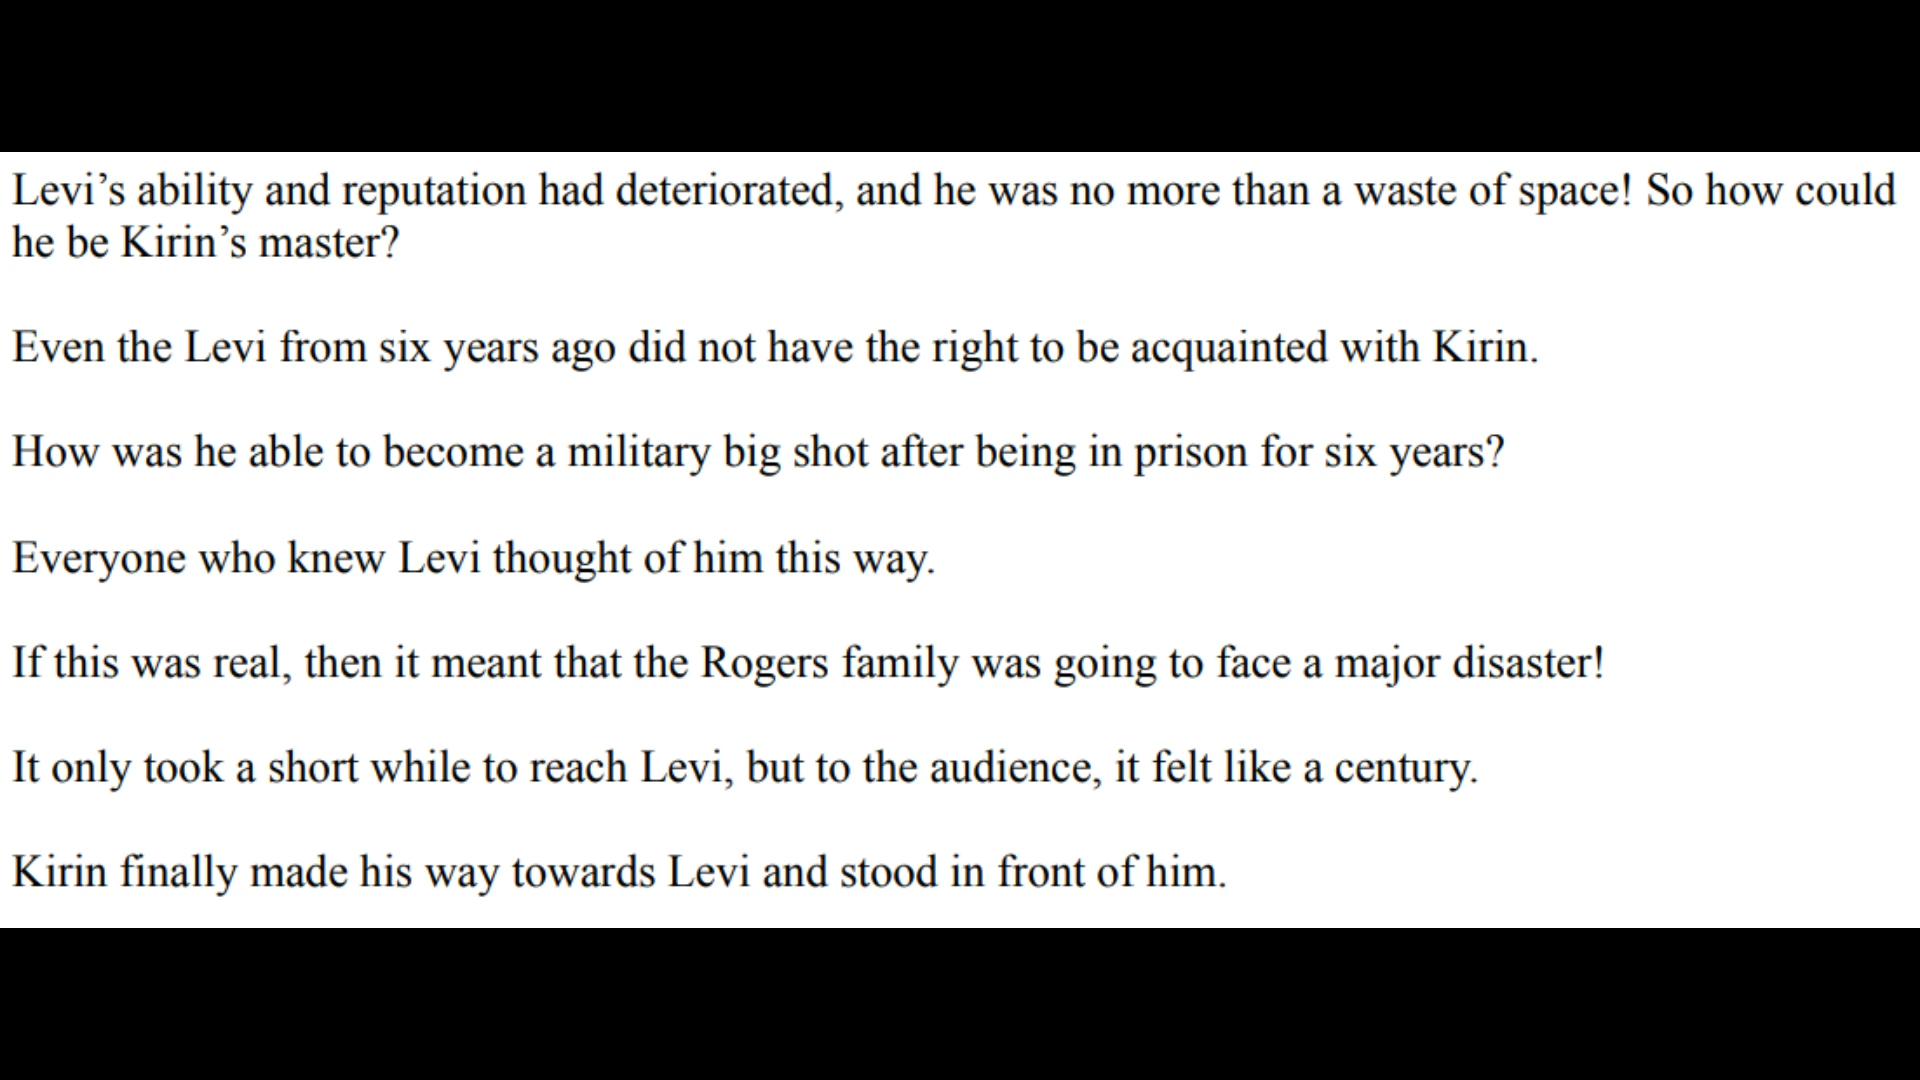 Levi’s ability and reputation had deteriorated, and he was no more than a waste of space! So how could
he be Kirin’s master?
Even the Levi from six years ago did not have the right to be acquainted with Kirin.
How was he able to become a military big shot after being in prison for six years?
Everyone who knew Levi thought of him this way.
If this was real, then it meant that the Rogers family was going to face a major disaster!
It only took a short while to reach Levi, but to the audience, it felt like a century.
Kirin finally made his way towards Levi and stood in front of him.